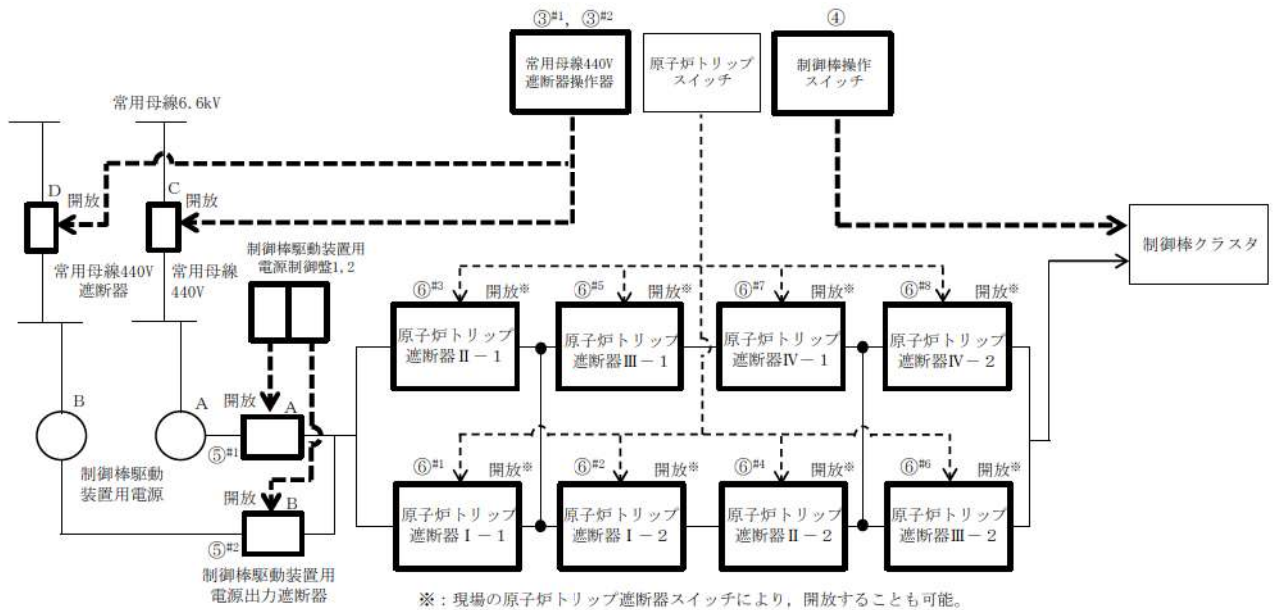 ③#1, ③#2
常用母線440V
遮断器操作器
原子炉トリップ
スイッチ
④
制御棒操作
スイッチ
常用母線6.6kV
D
開放
C
開放
常用母線440V
遮断器
常用母線
440V
制御棒駆動装置用
電源制御盤1,2
制御棒クラスタ
⑥#3
開放※
原子炉トリップ
遮断器Ⅱ－1
⑥#5
開放※
原子炉トリップ
遮断器Ⅲ－1
⑥#7
開放※
原子炉トリップ
遮断器Ⅳ－1
⑥#8
開放※
原子炉トリップ
遮断器Ⅳ－2
B
A
開放
A
⑤#1
制御棒駆動
装置用電源
開放
B
⑤#2
制御棒駆動装置用
電源出力遮断器
⑥#1
開放※
原子炉トリップ
遮断器Ⅰ－1
⑥#2
開放※
原子炉トリップ
遮断器Ⅰ－2
⑥#4
開放※
原子炉トリップ
遮断器Ⅱ－2
⑥#6
開放※
原子炉トリップ
遮断器Ⅲ－2
※：現場の原子炉トリップ遮断器スイッチにより，開放することも可能。